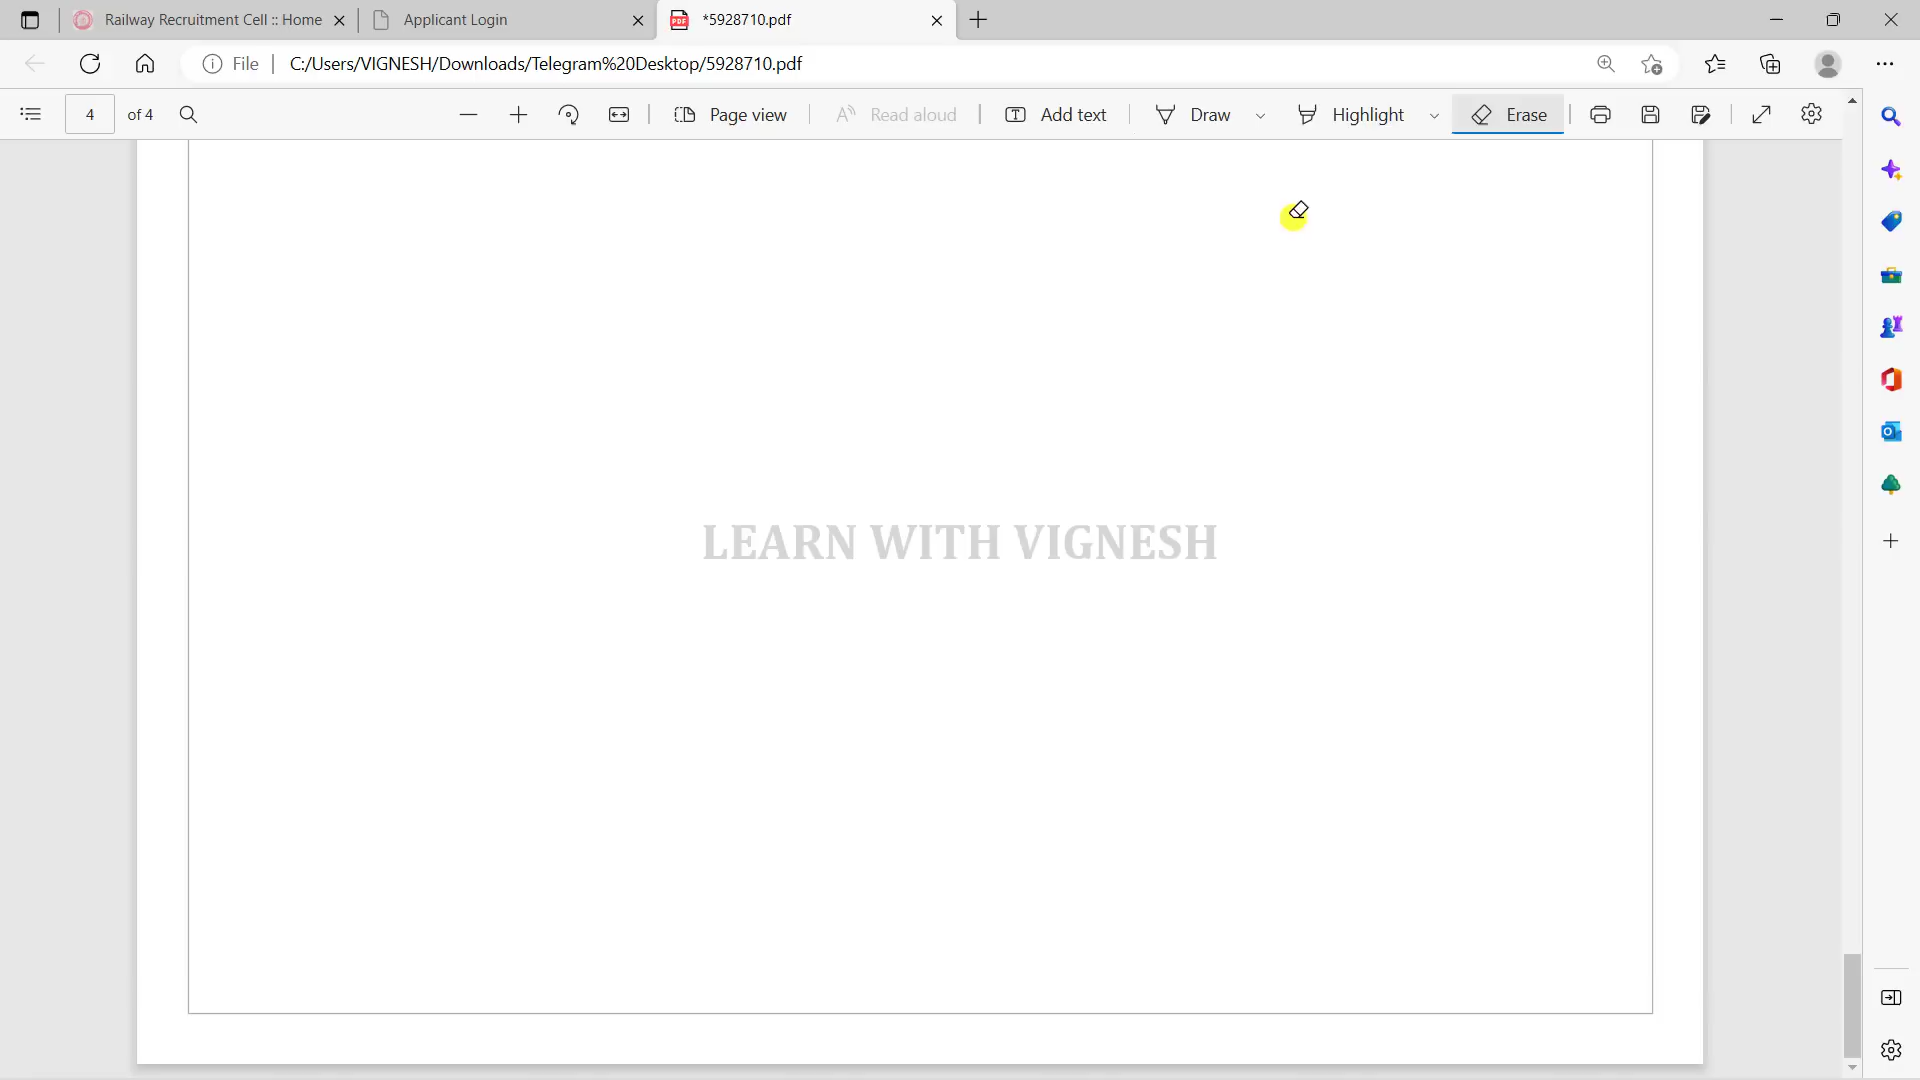 Railway Recruitment Cell :: Home
Applicant Login
*5928710.pdf
File
C:/Users/VIGNESH/Downloads/Telegram%20Desktop/5928710.pdf
4 of 4
Page view
Read aloud
Add text
Draw
Highlight
Erase
LEARN WITH VIGNESH